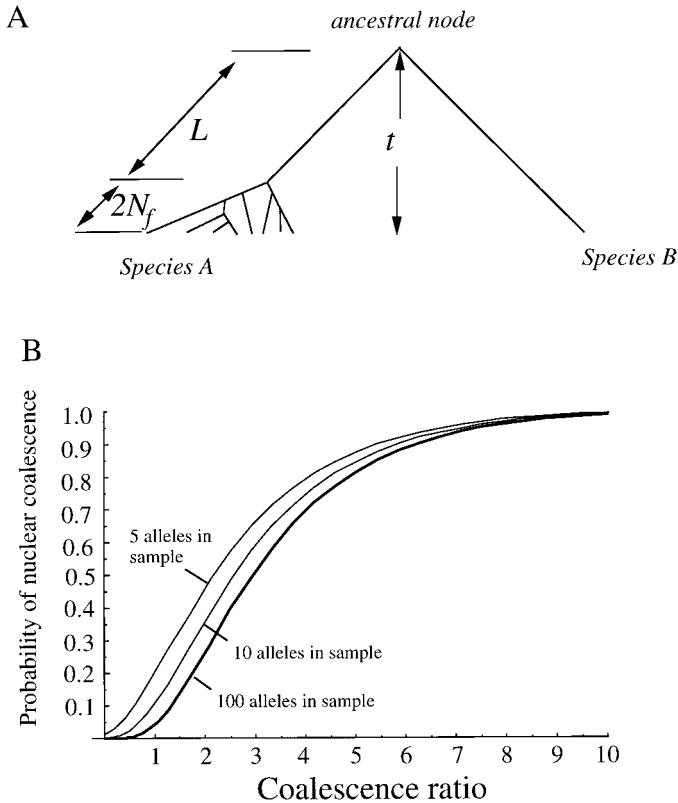 A
ancestral node
L
t
2Nf
Species A
Species B
B
Probability of nuclear coalescence
1.0
0.9
0.8
0.7
0.6
0.5
0.4
0.3
0.2
0.1
5 alleles in
sample
10 alleles in sample
100 alleles in sample
1 2 3 4 5 6 7 8 9 10
Coalescence ratio